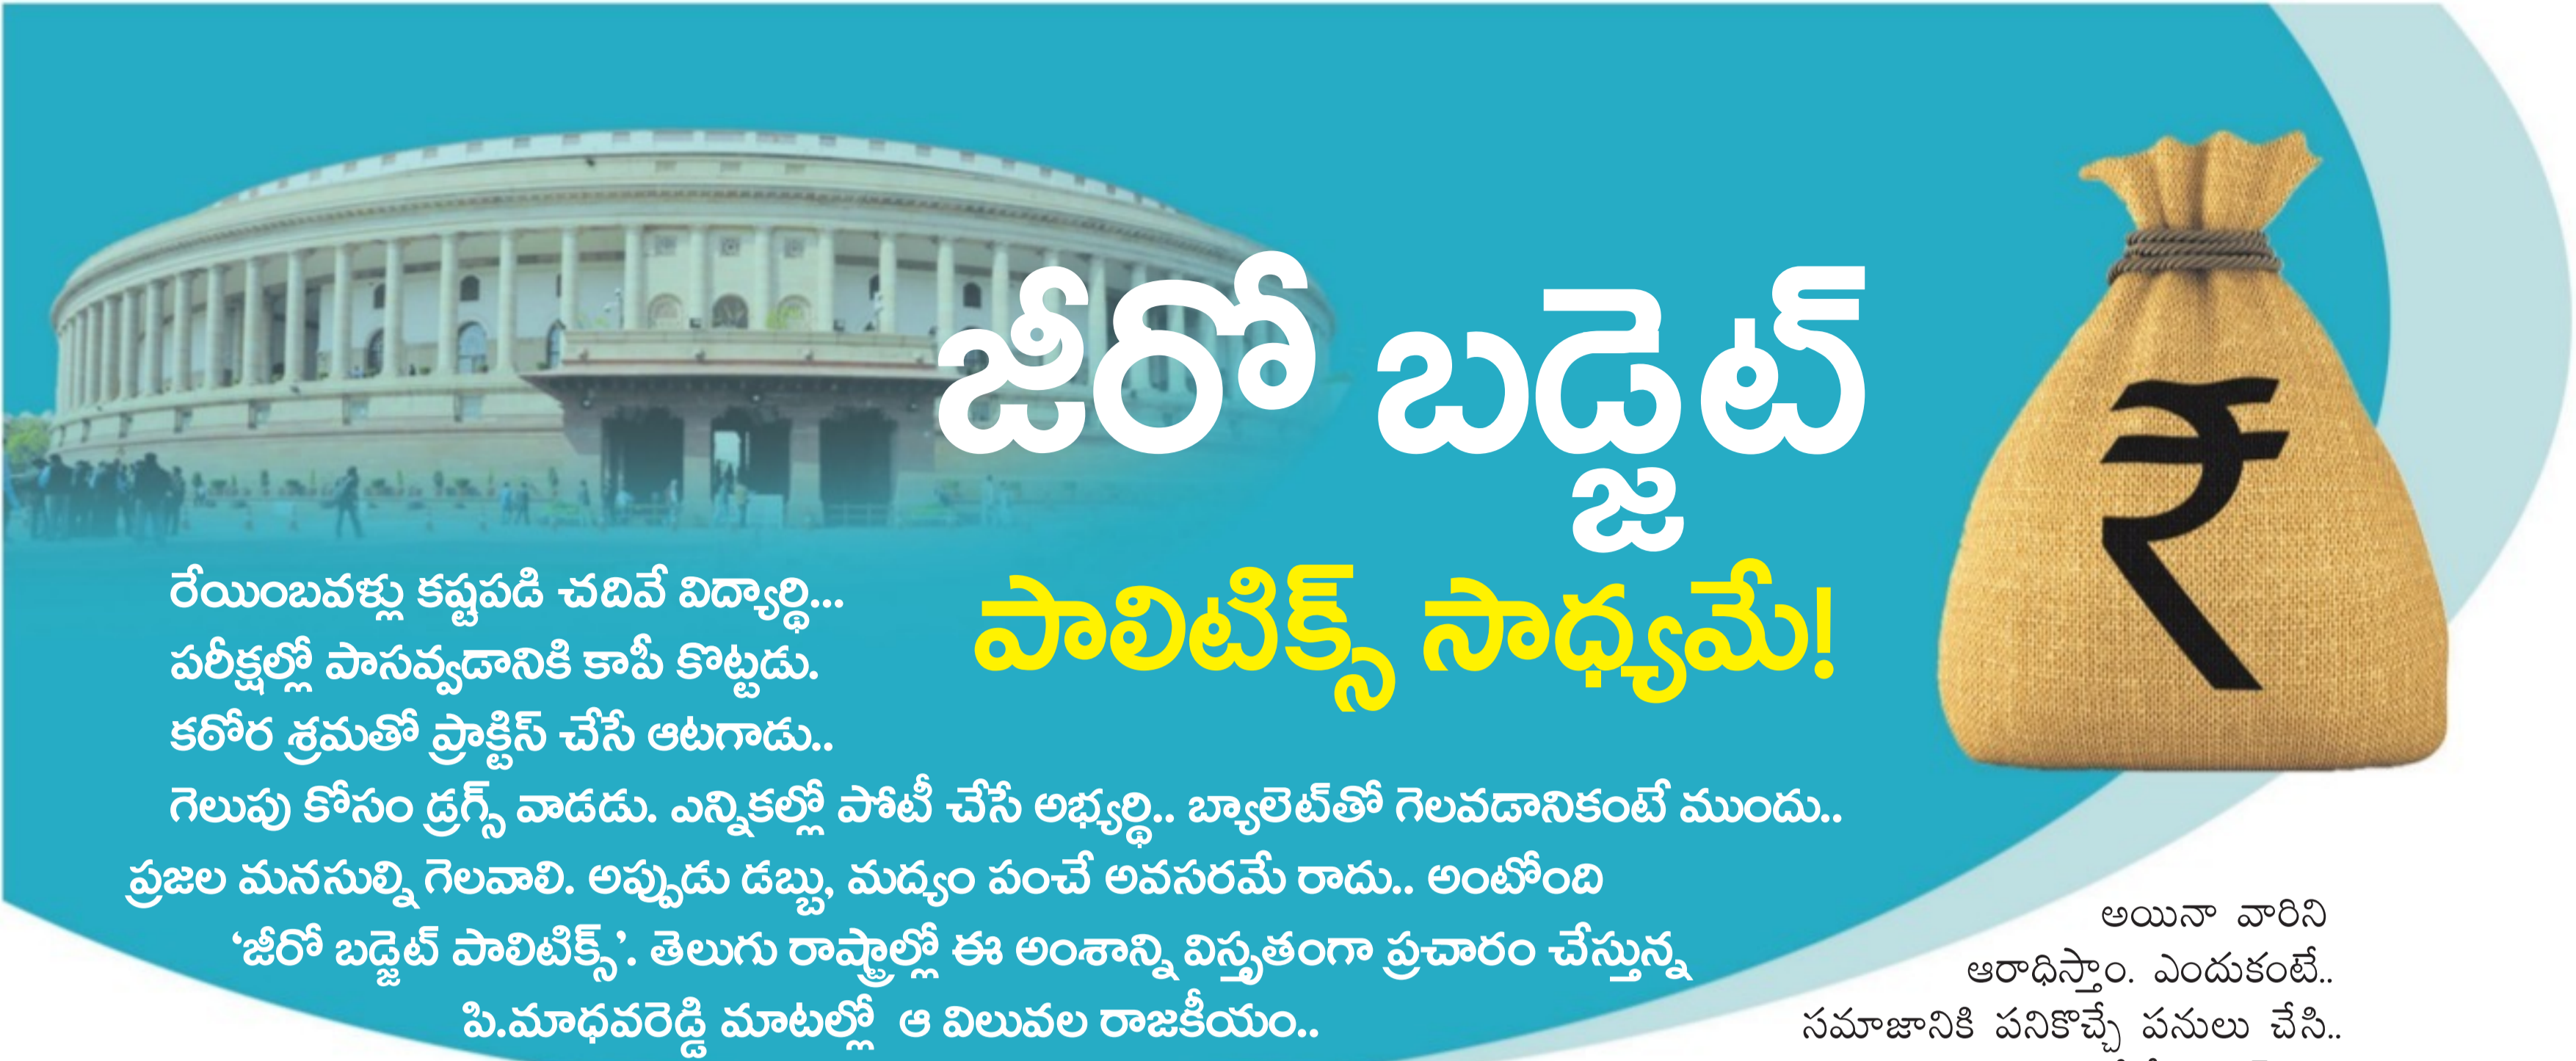 జీరో బడ్జెట్
పాలిటిక్స్ సాధ్యమే!
రేయింబవళ్లు కష్టపడి చదివే విద్యార్థి...
పరీక్షల్లో పాసవ్వడానికి కాపీ కొట్టడు.
కఠోర శ్రమతో ప్రాక్టిస్ చేసే ఆటగాడు..
గెలుపు కోసం డ్రగ్స్ వాడడు. ఎన్నికల్లో పోటీ చేసే అభ్యర్థి.. బ్యాలెట్‌తో గెలవడానికంటే ముందు..
ప్రజల మనసుల్ని గెలవాలి. అప్పుడు డబ్బు, మద్యం పంచే అవసరమే రాదు.. అంటోంది
‘జీరో బడ్జెట్ పాలిటిక్స్’. తెలుగు రాష్ట్రాల్లో ఈ అంశాన్ని విస్తృతంగా ప్రచారం చేస్తున్న
పి.మాధవరెడ్డి మాటల్లో ఆ విలువల రాజకీయం..
అయినా వారిని
ఆరాధిస్తాం. ఎందుకంటే..
సమాజానికి పనికొచ్చే పనులు చేసి..